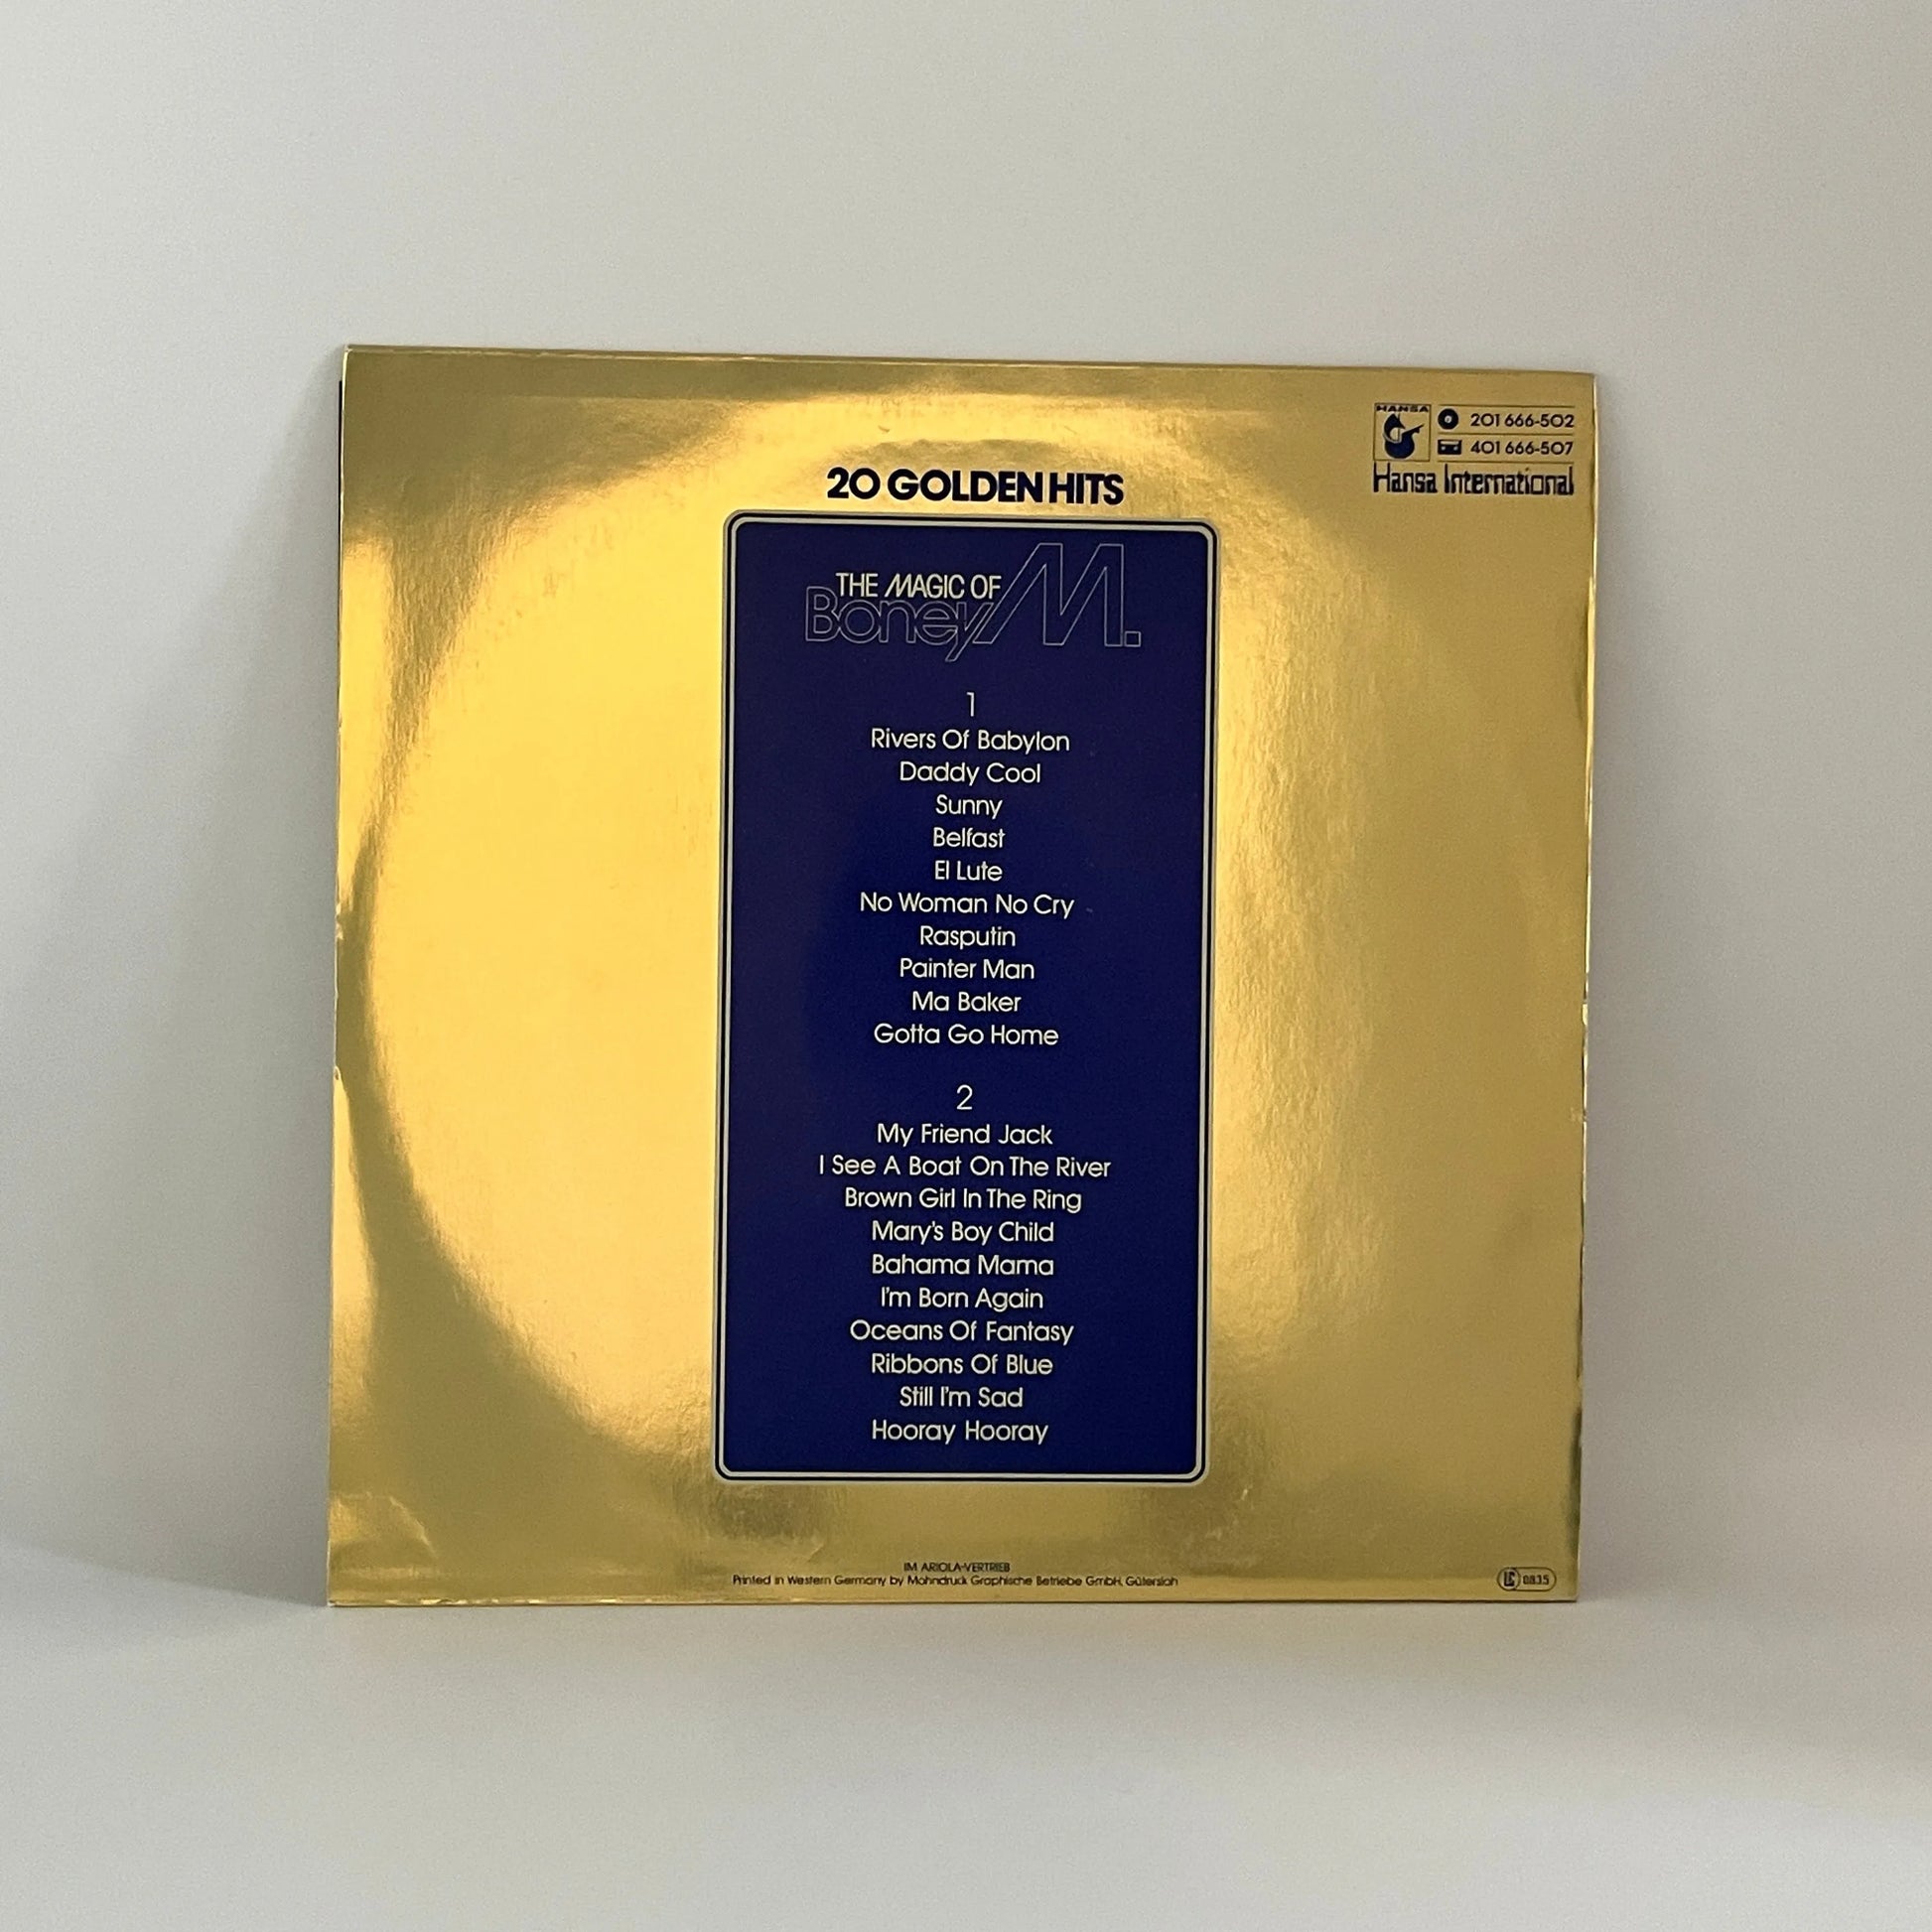 HANSA
201 666-502
401 666-507
Hansa International
20 GOLDEN HITS
THE MAGIC OF
Boney M.
1
Rivers Of Babylon
Daddy Cool
Sunny
Belfast
El Lute
No Woman No Cry
Rasputin
Painter Man
Ma Baker
Gotta Go Home
2
My Friend Jack
I See A Boat On The River
Brown Girl In The Ring
Mary's Boy Child
Bahama Mama
I'm Born Again
Oceans Of Fantasy
Ribbons Of Blue
Still I'm Sad
Hooray Hooray
IM ARIOLA-VERTRIEB
Printed in Western Germany by Mohndruck Graphische Betriebe GmbH, Gütersloh
LC 0835